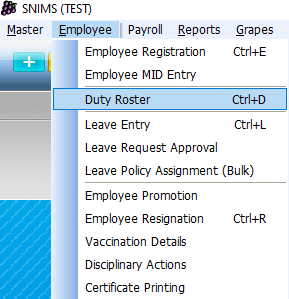 SNIMS (TEST)
Master Employee Payroll Reports Grapes
Employee Registration Ctrl+E
Employee MID Entry
Duty Roster Ctrl+D
Leave Entry Ctrl+L
Leave Request Approval
Leave Policy Assignment (Bulk)
Employee Promotion
Employee Resignation Ctrl+R
Vaccination Details
Disciplinary Actions
Certificate Printing